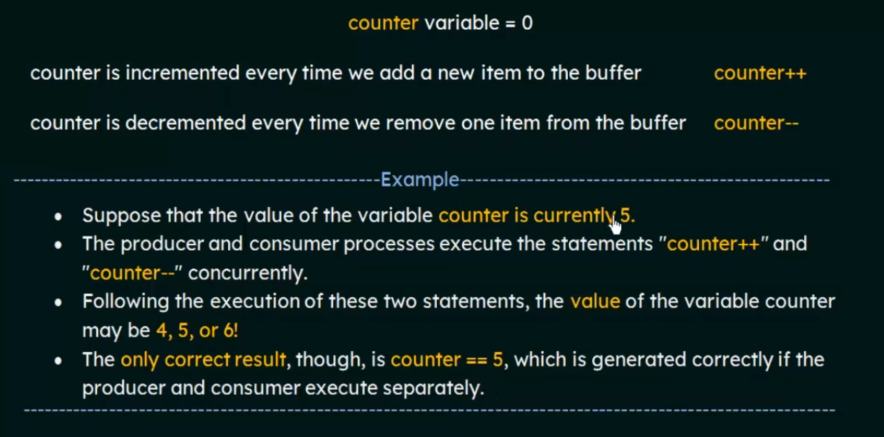 counter variable = 0
counter is incremented every time we add a new item to the buffer counter++
counter is decremented every time we remove one item from the buffer counter--
Example
• Suppose that the value of the variable counter is currently 5.
• The producer and consumer processes execute the statements "counter++" and
"counter--" concurrently.
• Following the execution of these two statements, the value of the variable counter
may be 4, 5, or 6!
• The only correct result, though, is counter == 5, which is generated correctly if the
producer and consumer execute separately.